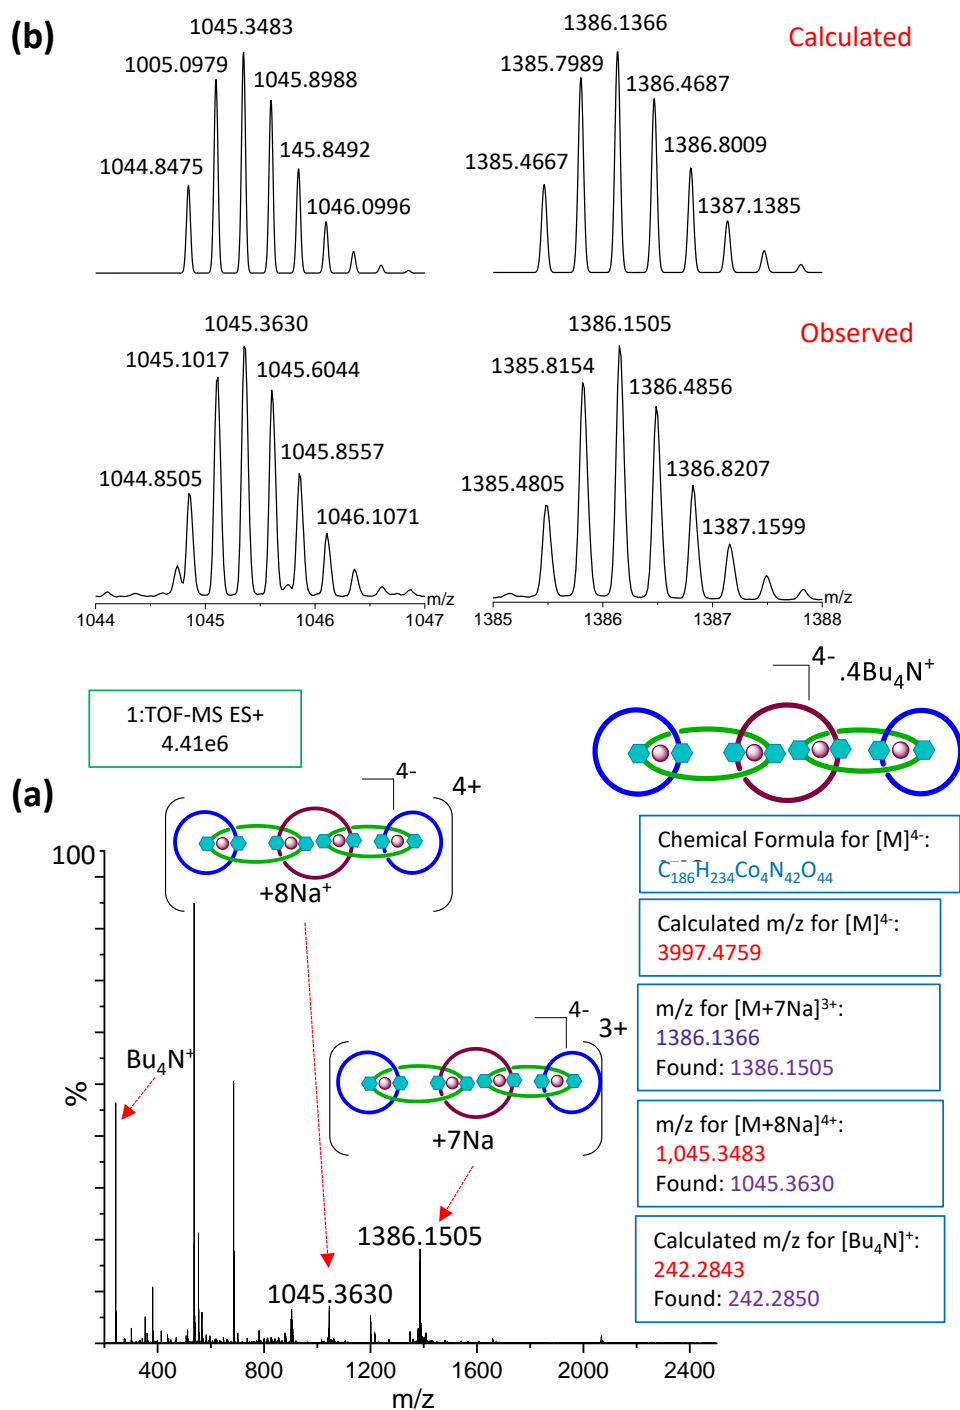 (b)
1045.3483
1005.0979
1045.8988
1044.8475
145.8492
1046.0996
1386.1366
Calculated
1385.7989
1386.4687
1385.4667
1386.8009
1387.1385
1045.3630
1045.1017
1045.6044
1044.8505
1045.8557
1046.1071
m/z
1044 1045 1046 1047
1386.1505
Observed
1385.8154
1386.4856
1385.4805
1386.8207
1387.1599
m/z
1385 1386 1387 1388
4- .4Bu₄N⁺
1:TOF-MS ES+
4.41e6
(a)
4-
4+
+8Na⁺
100
%
Bu₄N⁺
4-
3+
+7Na
1386.1505
1045.3630
400 800 1200 1600 2000 2400
m/z
Chemical Formula for [M]⁴⁻:
C₁₈₆H₂₃₄Co₄N₄₂O₄₄
Calculated m/z for [M]⁴⁻:
3997.4759
m/z for [M+7Na]³⁺:
1386.1366
Found: 1386.1505
m/z for [M+8Na]⁴⁺:
1,045.3483
Found: 1045.3630
Calculated m/z for [Bu₄N]⁺:
242.2843
Found: 242.2850